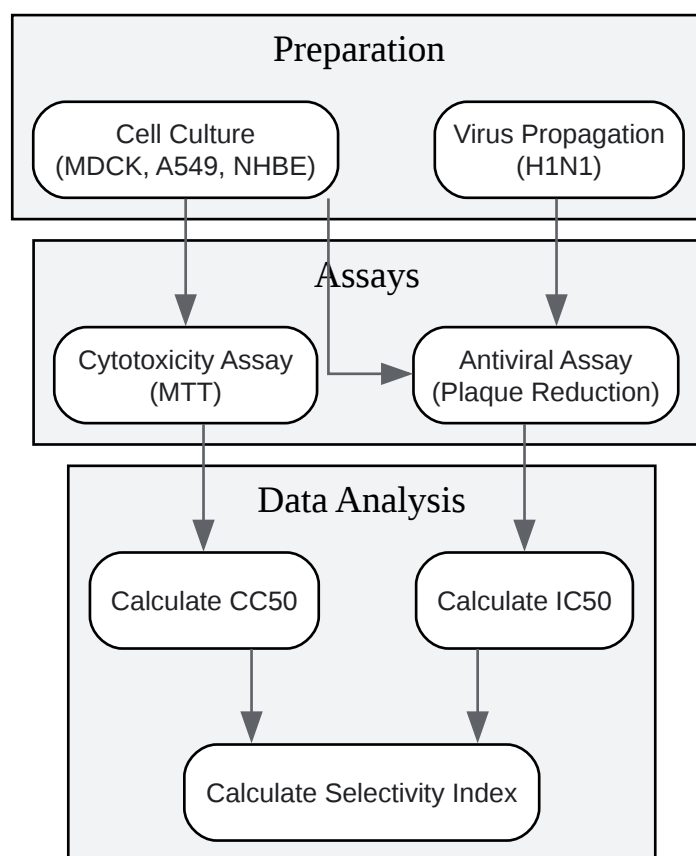 Preparation
Cell Culture
(MDCK, A549, NHBE)
Virus Propagation
(H1N1)
Assays
Cytotoxicity Assay
(MTT)
Antiviral Assay
(Plaque Reduction)
Data Analysis
Calculate CC50
Calculate IC50
Calculate Selectivity Index